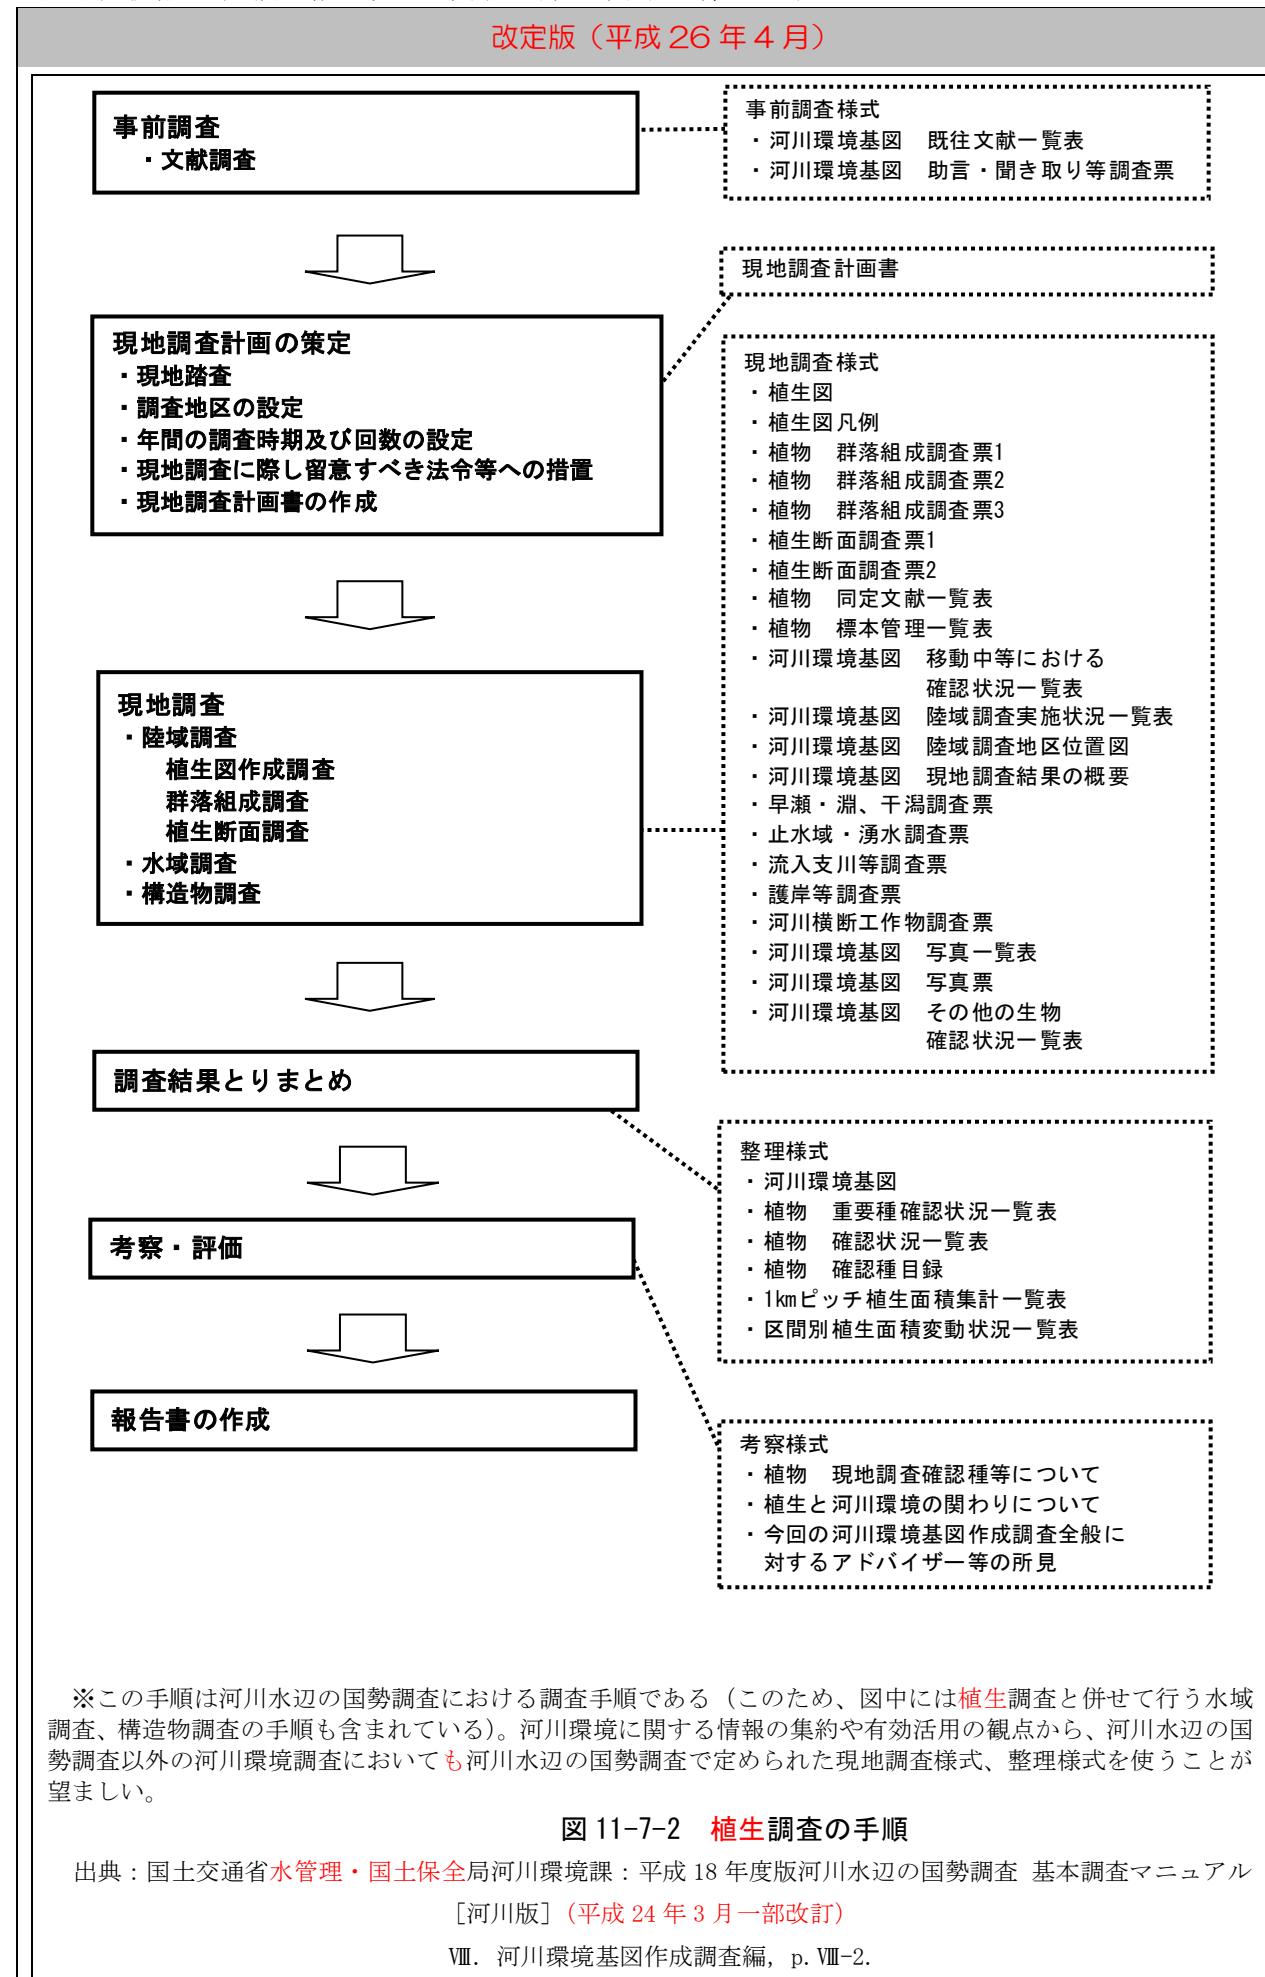 改定版（平成26年4月）
事前調査
・文献調査
事前調査様式
・河川環境基図　既往文献一覧表
・河川環境基図　助言・聞き取り等調査票
現地調査計画書
現地調査計画の策定
・現地踏査
・調査地区の設定
・年間の調査時期及び回数の設定
・現地調査に際し留意すべき法令等への措置
・現地調査計画書の作成
現地調査様式
・植生図
・植生図凡例
・植物　群落組成調査票1
・植物　群落組成調査票2
・植物　群落組成調査票3
・植生断面調査票1
・植生断面調査票2
・植物　同定文献一覧表
・植物　標本管理一覧表
・河川環境基図　移動中等における
確認状況一覧表
・河川環境基図　陸域調査実施状況一覧表
・河川環境基図　陸域調査地区位置図
・河川環境基図　現地調査結果の概要
・早瀬・淵、干潟調査票
・止水域・湧水調査票
・流入支川等調査票
・護岸等調査票
・河川横断工作物調査票
・河川環境基図　写真一覧表
・河川環境基図　写真票
・河川環境基図　その他の生物
確認状況一覧表
現地調査
・陸域調査
植生図作成調査
群落組成調査
植生断面調査
・水域調査
・構造物調査
調査結果とりまとめ
整理様式
・河川環境基図
・植物　重要種確認状況一覧表
・植物　確認状況一覧表
・植物　確認種目録
・1kmピッチ植生面積集計一覧表
・区間別植生面積変動状況一覧表
考察・評価
報告書の作成
考察様式
・植物　現地調査確認種等について
・植生と河川環境の関わりについて
・今回の河川環境基図作成調査全般に
対するアドバイザー等の所見
※この手順は河川水辺の国勢調査における調査手順である（このため、図中には植生調査と併せて行う水域
調査、構造物調査の手順も含まれている）。河川環境に関する情報の集約や有効活用の観点から、河川水辺の国
勢調査以外の河川環境調査においても河川水辺の国勢調査で定められた現地調査様式、整理様式を使うことが
望ましい。
図11-7-2　植生調査の手順
出典：国土交通省水管理・国土保全局河川環境課：平成18年度版河川水辺の国勢調査 基本調査マニュアル
［河川版］（平成24年3月一部改訂）
Ⅷ. 河川環境基図作成調査編, p.Ⅷ-2.